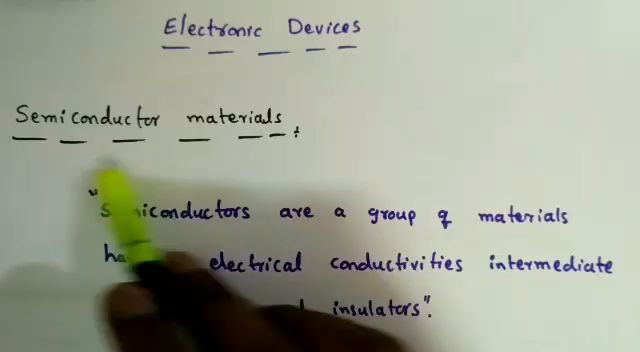 Electronic Devices
Semiconductor materials :
"Semiconductors are a group of materials
electrical conductivities intermediate
insulators".